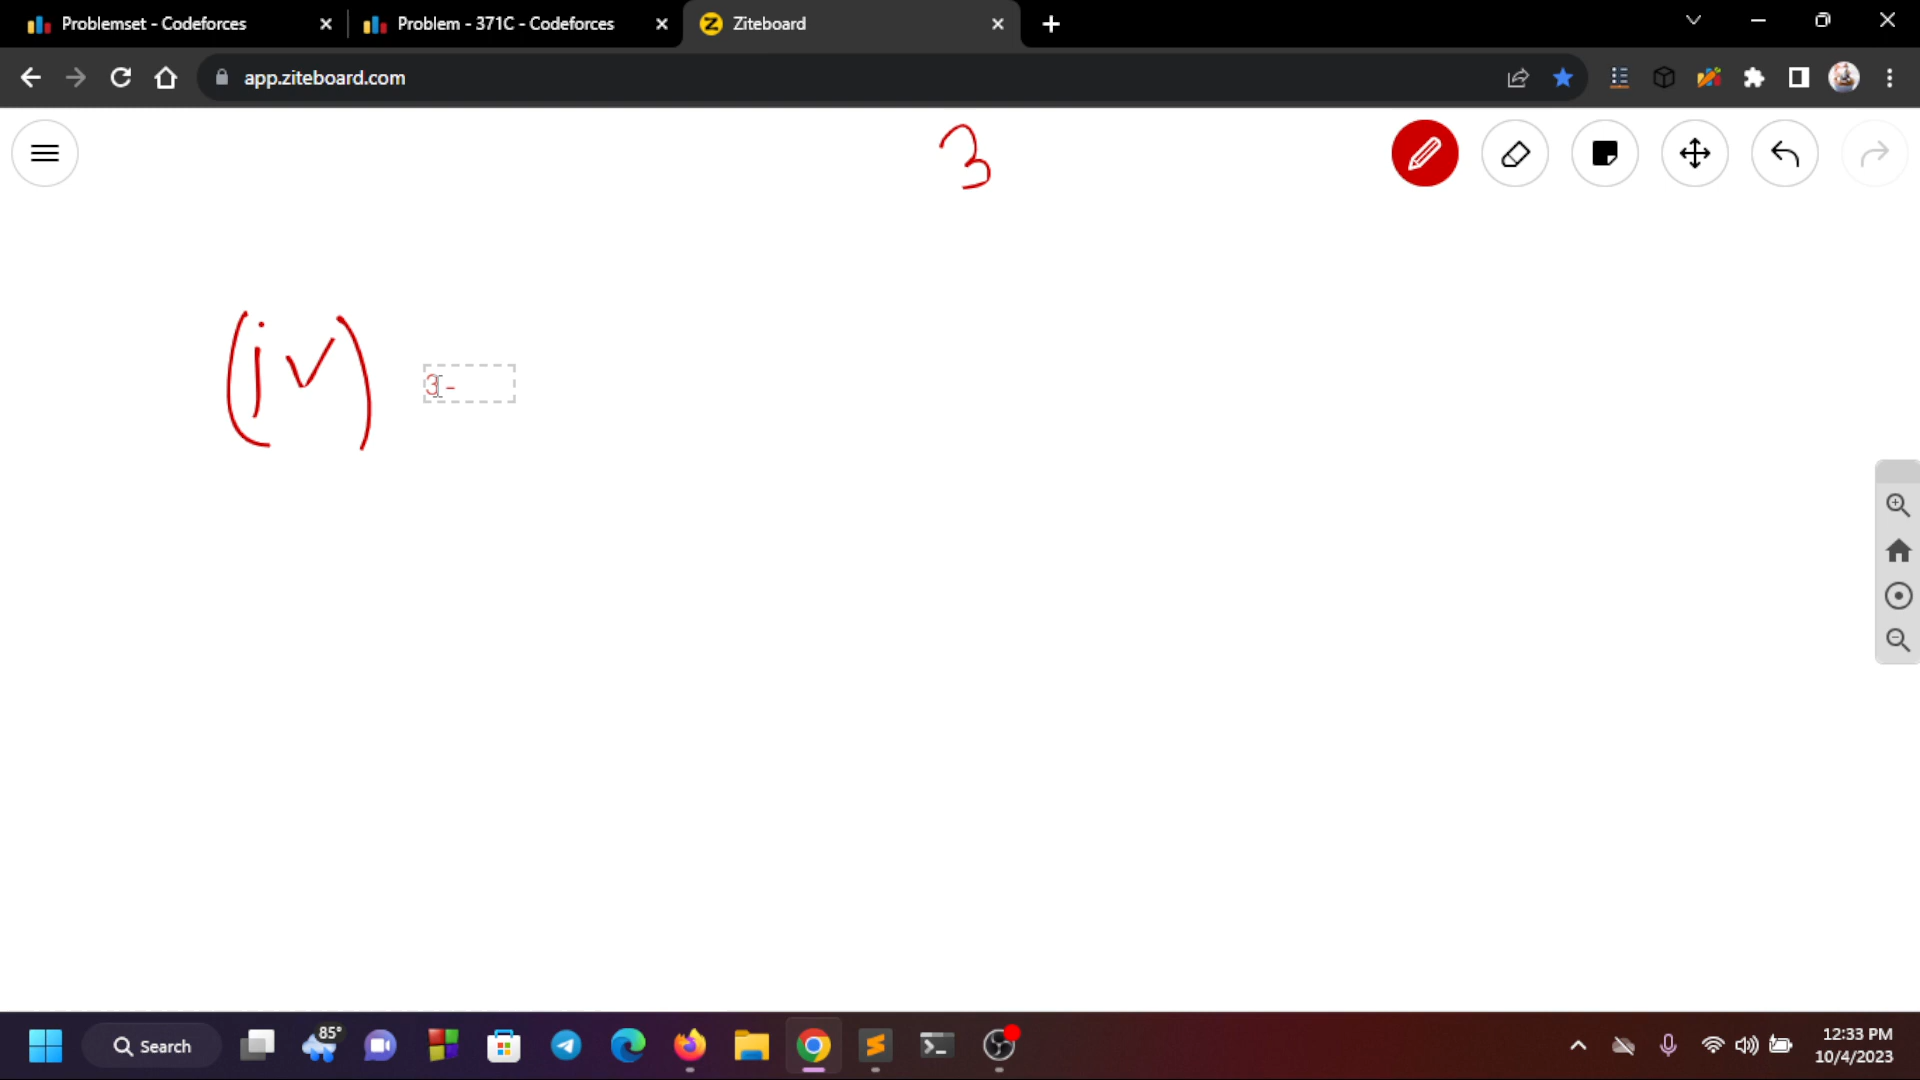 Problemset - Codeforces
Problem - 371C - Codeforces
Ziteboard
app.ziteboard.com
3
(iv)
3 -
85°
Search
12:33 PM
10/4/2023